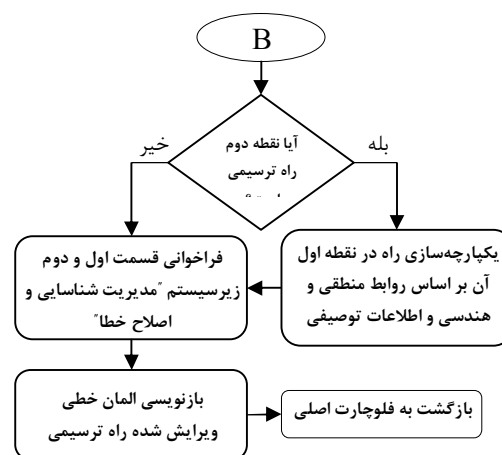 B
آیا نقطه دوم
راه ترسیمی
بله
خیر
یکپارچه‌سازی راه در نقطه اول
آن بر اساس روابط منطقی و
هندسی و اطلاعات توصیفی
فراخوانی قسمت اول و دوم
زیرسیستم "مدیریت شناسایی و
اصلاح خطا"
بازنویسی المان خطی
ویرایش شده راه ترسیمی
بازگشت به فلوچارت اصلی